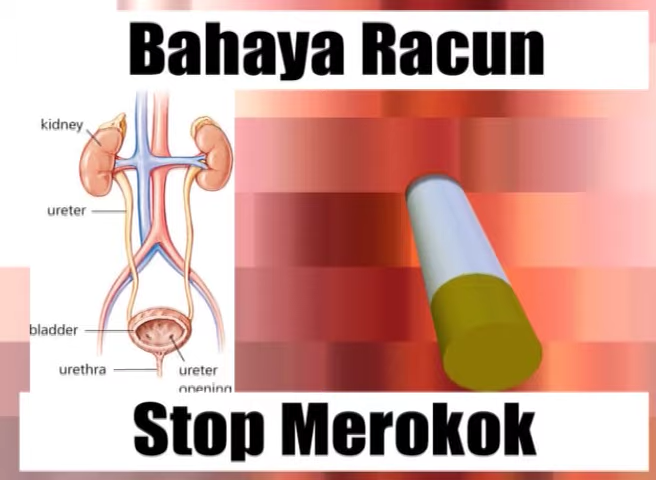 Bahaya Racun
kidney
ureter
bladder
urethra
ureter
opening
Stop Merokok